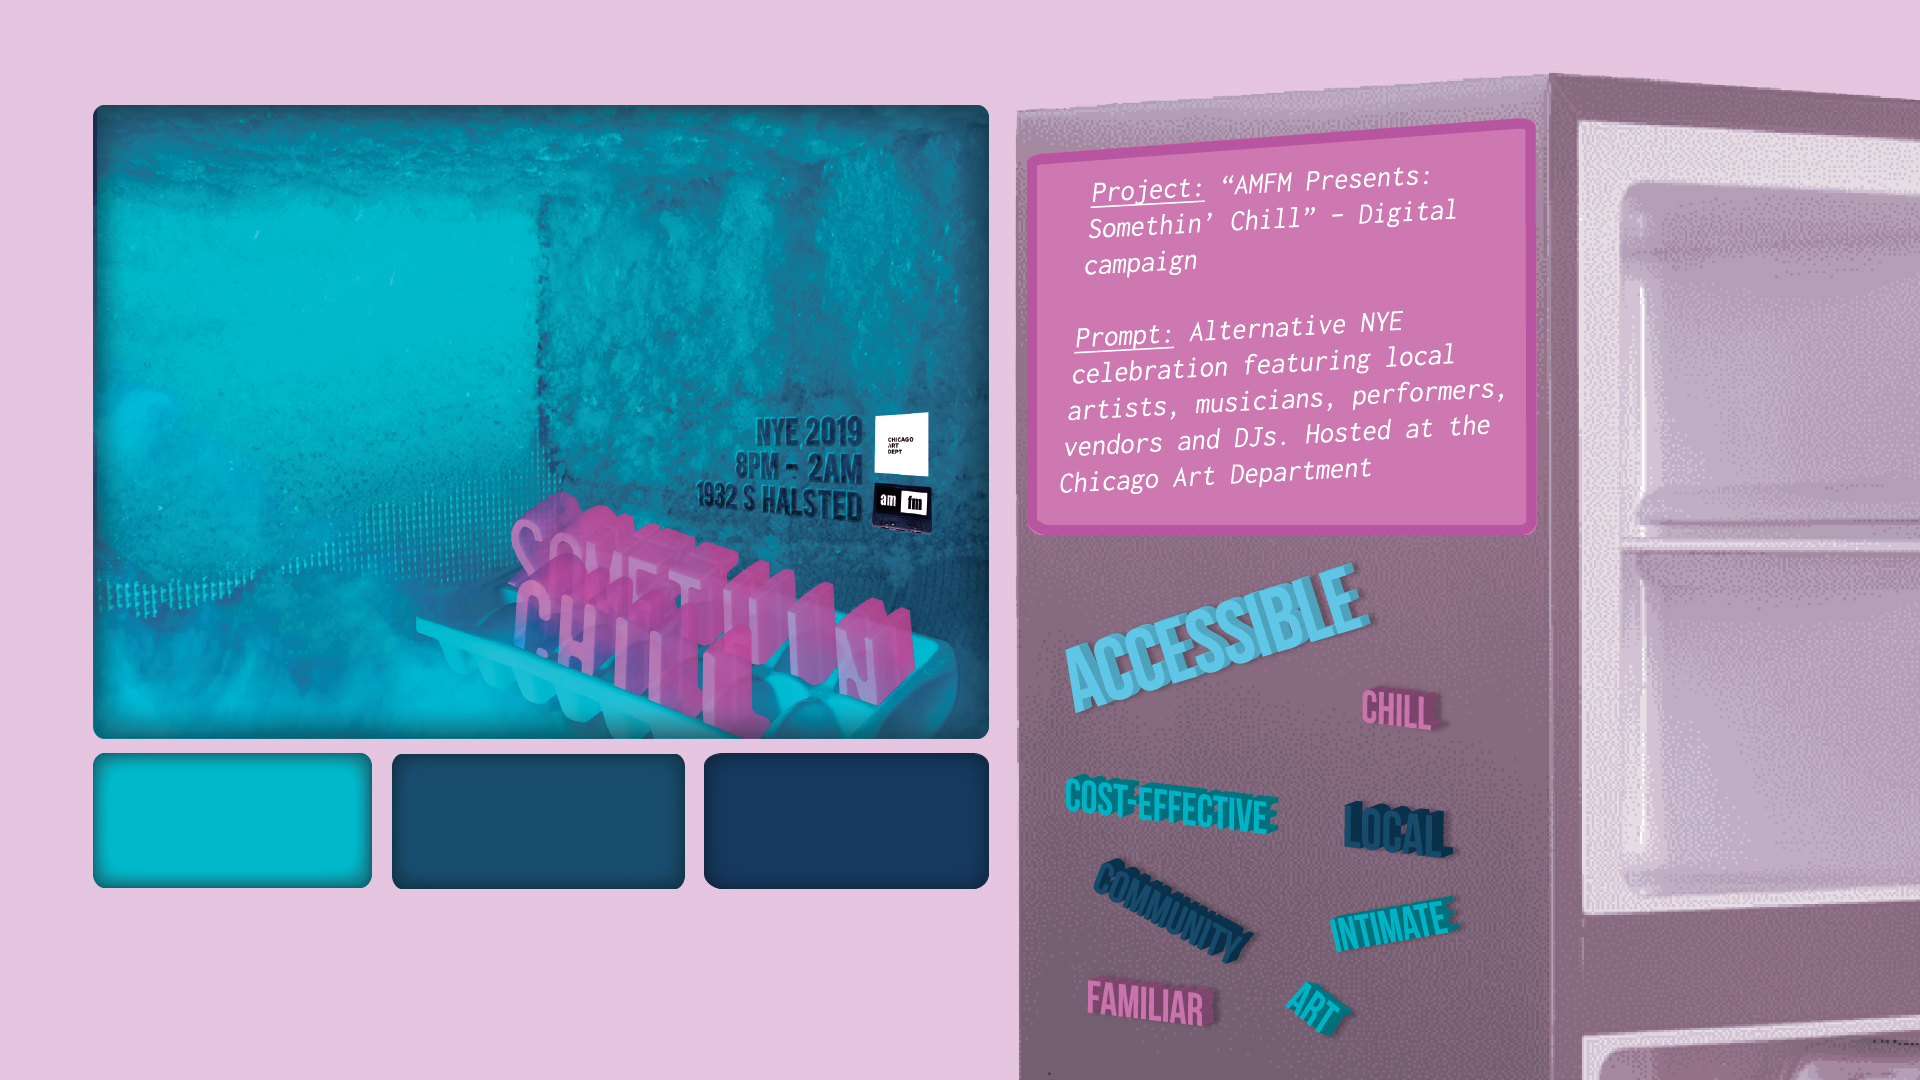 NYE 2019
8PM - 2AM
1932 S HALSTED
CHICAGO
ART
DEPT
am fm
SOMETHIN
CHILL
Project: “AMFM Presents:
Somethin’ Chill” – Digital
campaign
Prompt: Alternative NYE
celebration featuring local
artists, musicians, performers,
vendors and DJs. Hosted at the
Chicago Art Department
ACCESSIBLE
CHILL
COST-EFFECTIVE
LOCAL
COMMUNITY
INTIMATE
FAMILIAR
ART